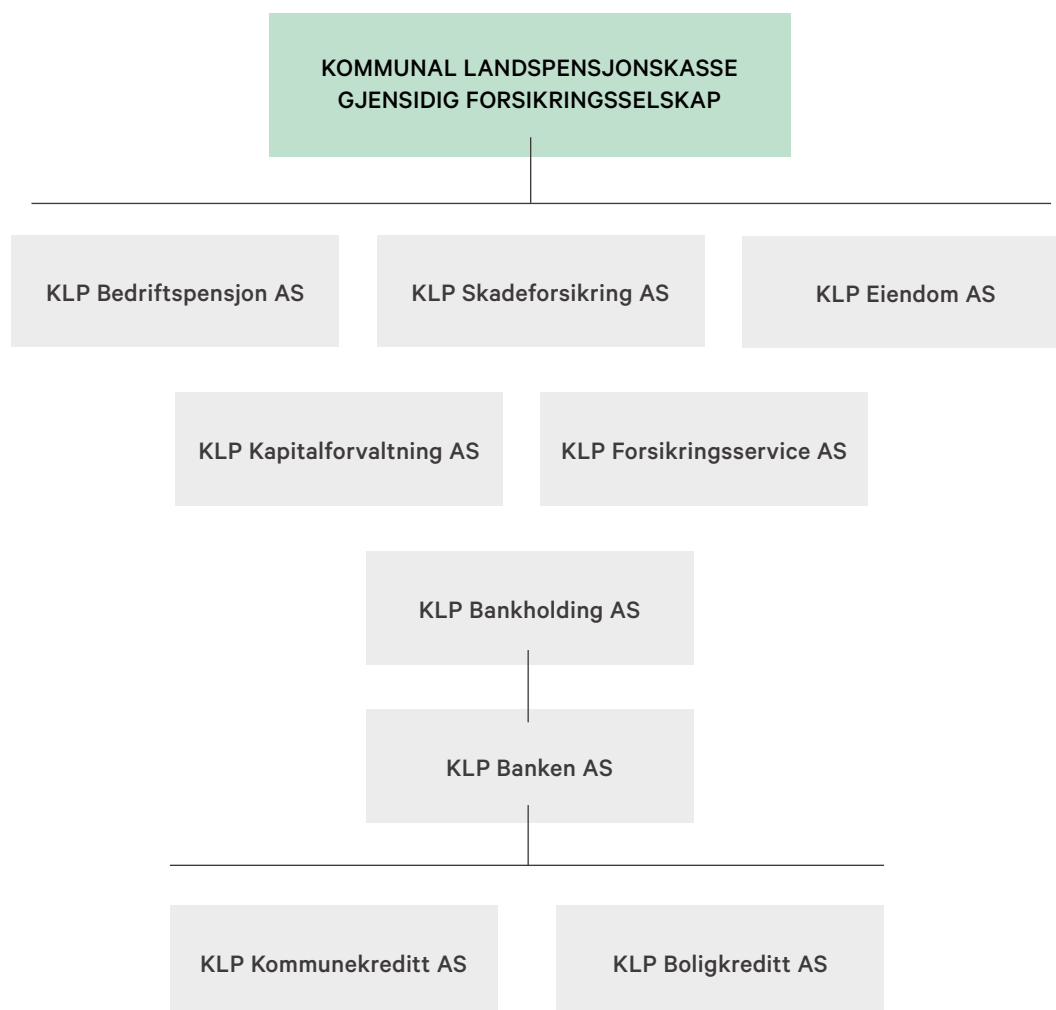 KOMMUNAL LANDSPENSJONSKASSE
GJENSIDIG FORSIKRINGSSELSKAP
KLP Bedriftspensjon AS
KLP Skadeforsikring AS
KLP Eiendom AS
KLP Kapitalforvaltning AS
KLP Forsikringsservice AS
KLP Bankholding AS
KLP Banken AS
KLP Kommunekreditt AS
KLP Boligkreditt AS